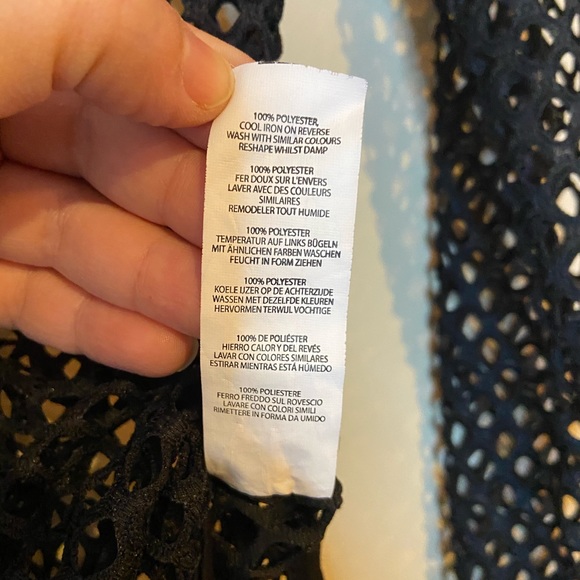 100% POLYESTER,
COOL IRON ON REVERSE
WASH WITH SIMILAR COLOURS
RESHAPE WHILST DAMP
100% POLYESTER
FER DOUX SUR L'ENVERS
LAVER AVEC DES COULEURS
SIMILAIRES
REMODELER TOUT HUMIDE
100% POLYESTER
TEMPERATUR AUF LINKS BÜGELN
MIT ÄHNLICHEN FARBEN WASCHEN
FEUCHT IN FORM ZIEHEN
100% POLYESTER
KOELE IJZER OP DE ACHTERZIJDE
WASSEN MET DEZELFDE KLEUREN
HERVORMEN TERWIJL VOCHTIGE
100% DE POLIÉSTER
HIERRO CALOR Y DEL REVÉS
LAVAR CON COLORES SIMILARES
ESTIRAR MIENTRAS ESTÁ HÚMEDO
100% POLIESTERE
FERRO FREDDO SUL ROVESCIO
LAVARE CON COLORI SIMILI
RIMETTERE IN FORMA DA UMIDO